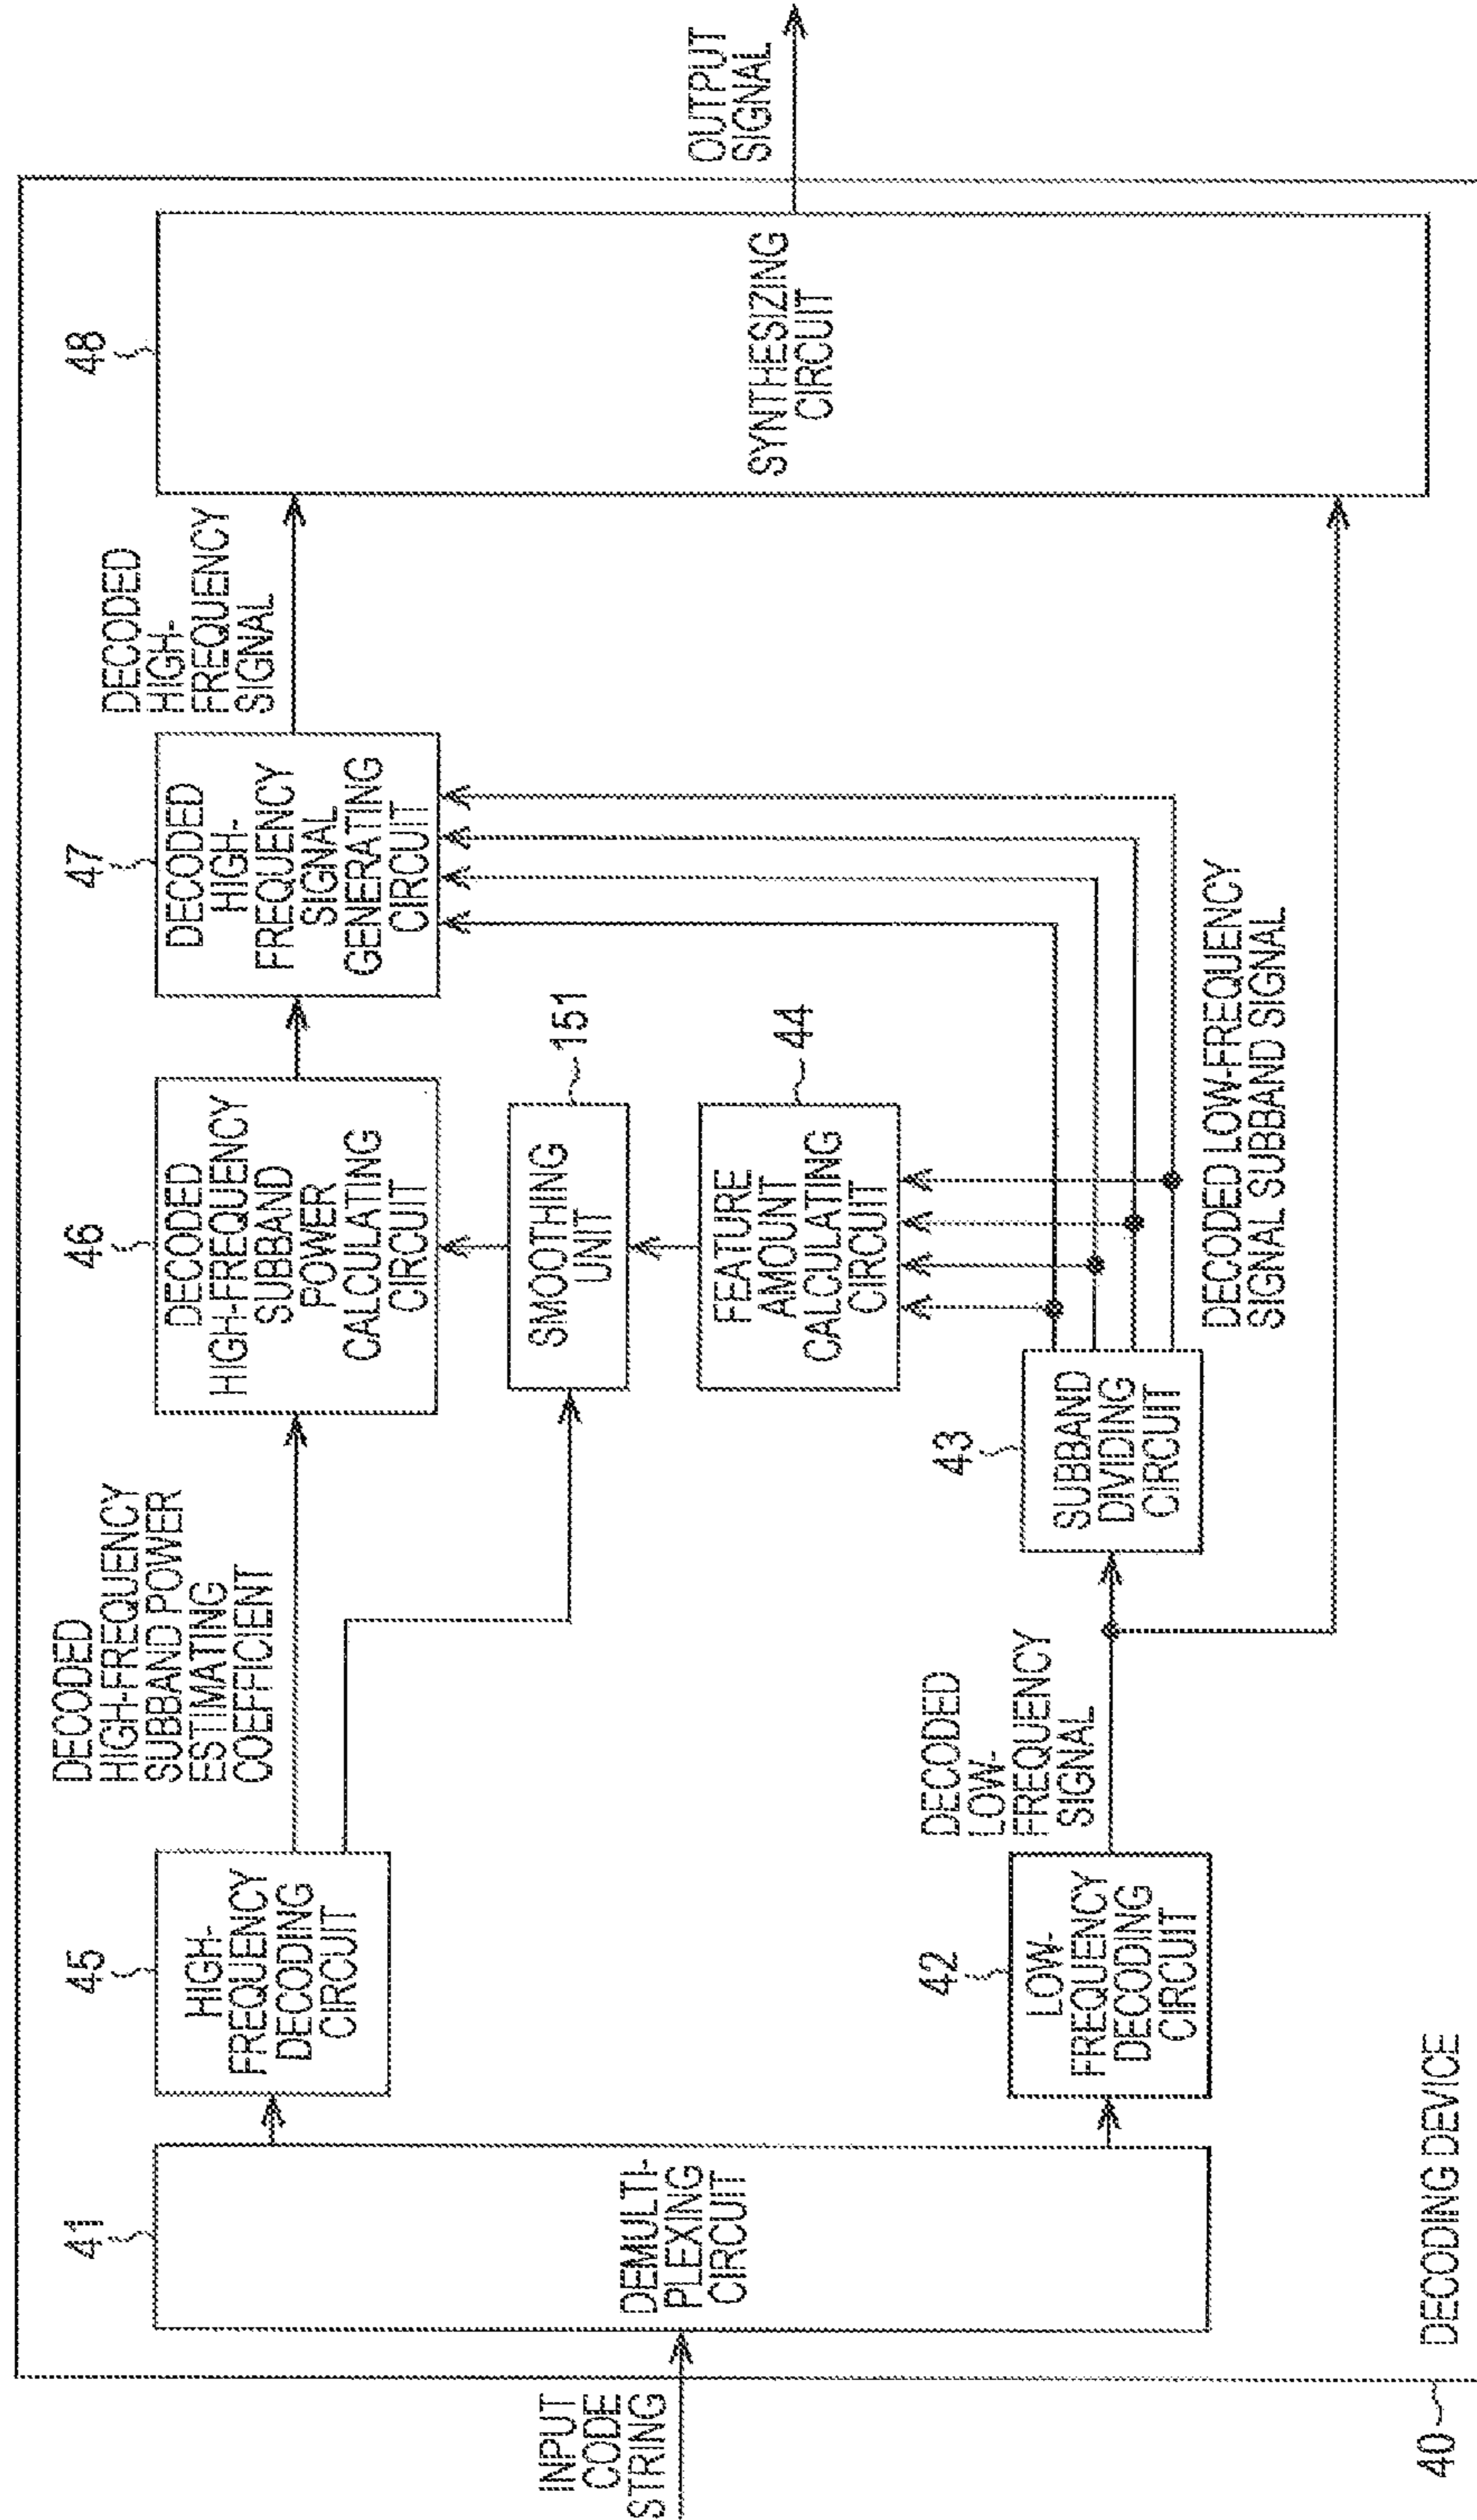 INPUT
CODE
STRING
40
DECODING DEVICE
41
DEMULTI-
PLEXING
CIRCUIT
45
HIGH-
FREQUENCY
DECODING
CIRCUIT
42
LOW-
FREQUENCY
DECODING
CIRCUIT
DECODED
HIGH-FREQUENCY
SUBBAND POWER
ESTIMATING
COEFFICIENT
DECODED
LOW-
FREQUENCY
SIGNAL
43
SUBBAND
DIVIDING
CIRCUIT
46
DECODED
HIGH-FREQUENCY
SUBBAND
POWER
CALCULATING
CIRCUIT
SMOOTHING
UNIT
151
FEATURE
AMOUNT
CALCULATING
CIRCUIT
44
DECODED LOW-FREQUENCY
SIGNAL SUBBAND SIGNAL
47
DECODED
HIGH-
FREQUENCY
SIGNAL
GENERATING
CIRCUIT
DECODED
HIGH-
FREQUENCY
SIGNAL
48
SYNTHESIZING
CIRCUIT
OUTPUT
SIGNAL